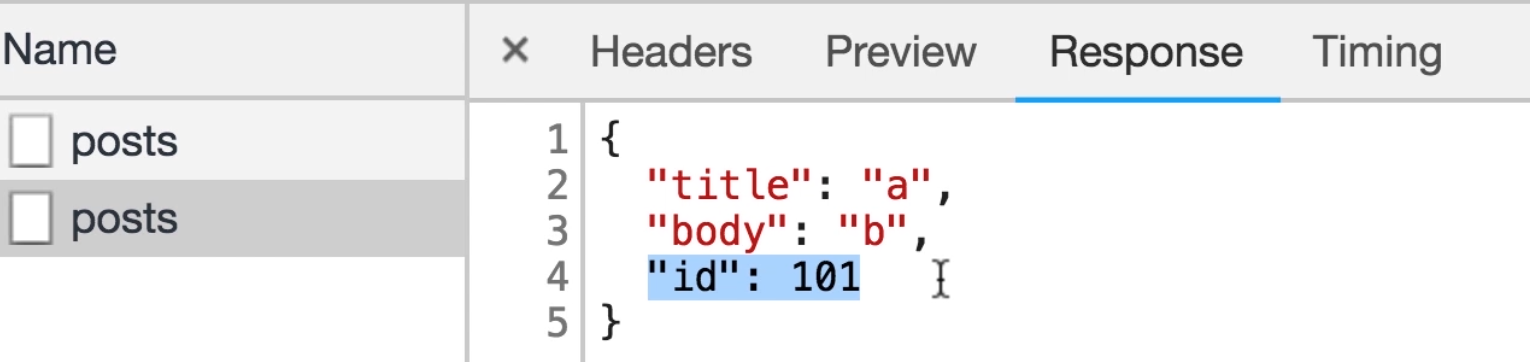 Name
posts
posts
× Headers Preview Response Timing
1 {
2 "title": "a",
3 "body": "b",
4 "id": 101
5 }